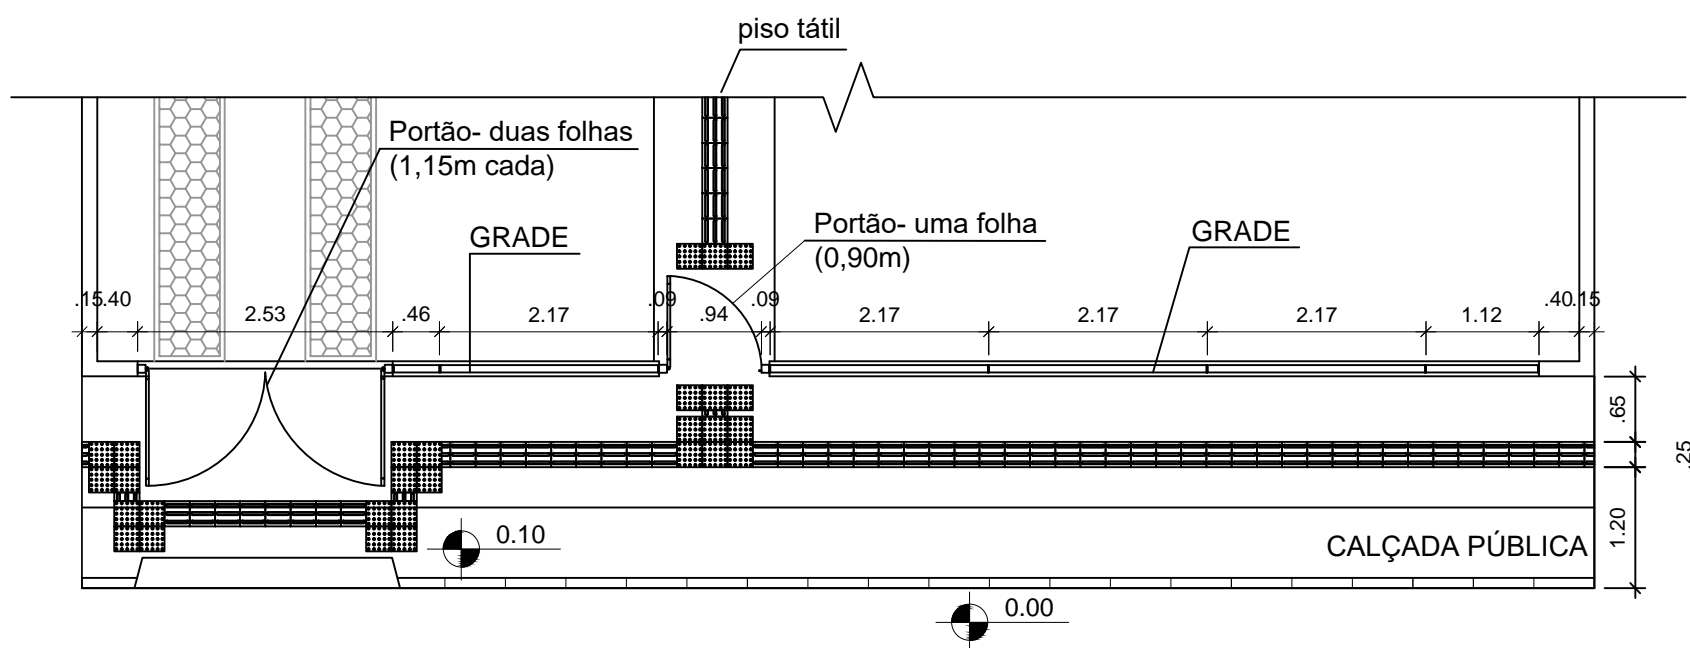 piso tátil
Portão- duas folhas
(1,15m cada)
GRADE
Portão- uma folha
(0,90m)
GRADE
.15 .40 2.53 .46 2.17 .09 .94 .09 2.17 2.17 2.17 1.12 .40 .15
.65
.25
1.20
0.10
CALÇADA PÚBLICA
0.00